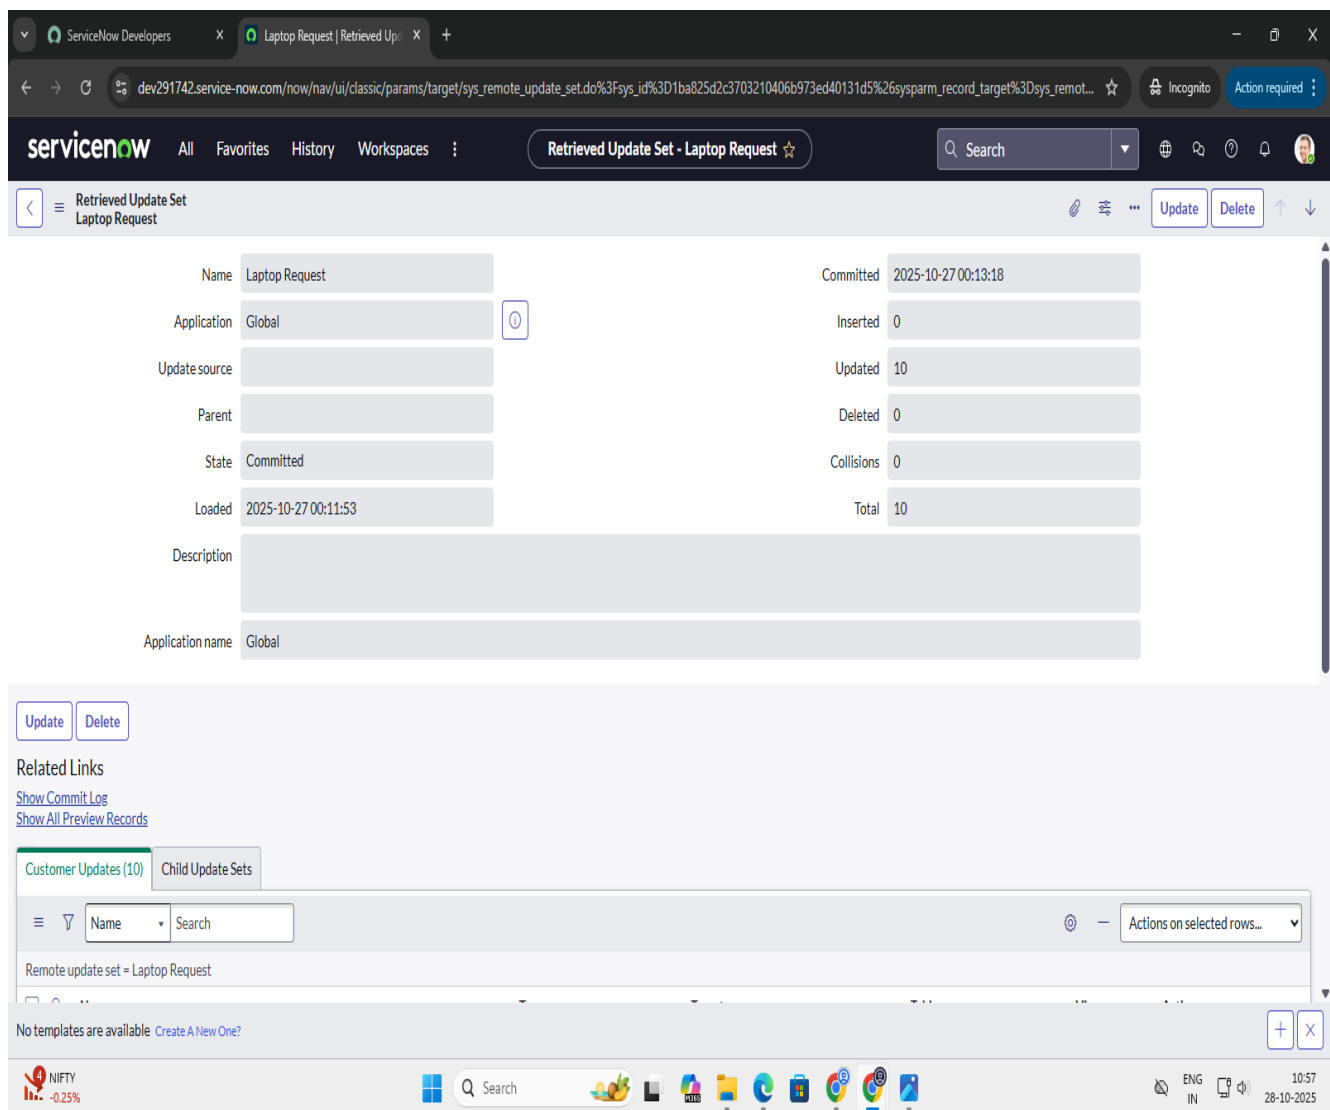 ServiceNow Developers
Laptop Request | Retrieved Upd
dev291742.service-now.com/now/nav/ui/classic/params/target/sys_remote_update_set.do%3Fsys_id%3D1ba825d2c3703210406b973ed40131d5%26sysparm_record_target%3Dsys_remot...
Incognito
Action required
servicenow
All Favorites History Workspaces
Retrieved Update Set - Laptop Request
Search
Retrieved Update Set
Laptop Request
Update Delete
Name Laptop Request
Committed 2025-10-27 00:13:18
Application Global
Inserted 0
Update source
Updated 10
Parent
Deleted 0
State Committed
Collisions 0
Loaded 2025-10-27 00:11:53
Total 10
Description
Application name Global
Update Delete
Related Links
Show Commit Log
Show All Preview Records
Customer Updates (10) Child Update Sets
Name Search
Actions on selected rows...
Remote update set = Laptop Request
No templates are available Create A New One?
4
NIFTY
-0.25%
Search
M365
ENG
IN
10:57
28-10-2025